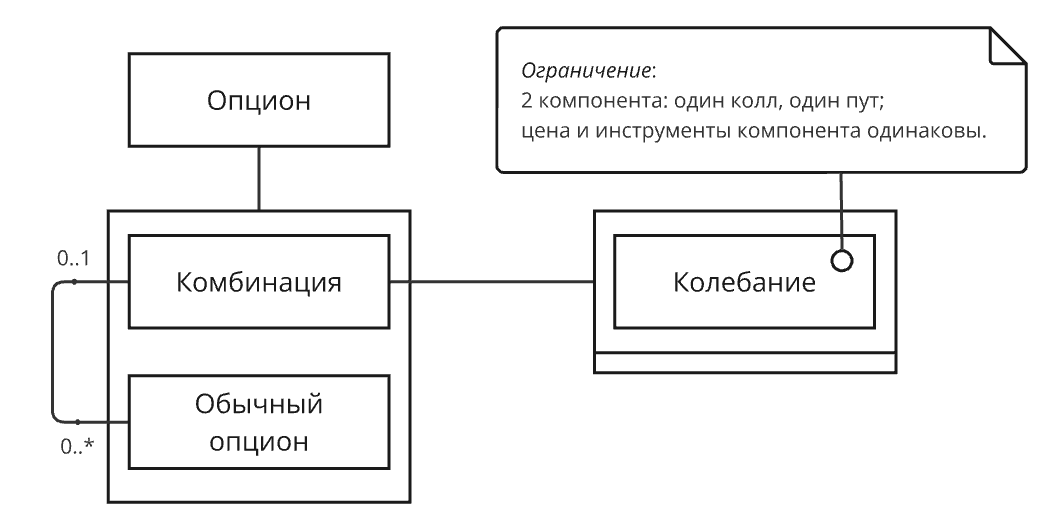 Опцион
Ограничение:
2 компонента: один колл, один пут;
цена и инструменты компонента одинаковы.
0..1
Комбинация
Колебание
Обычный
опцион
0..*